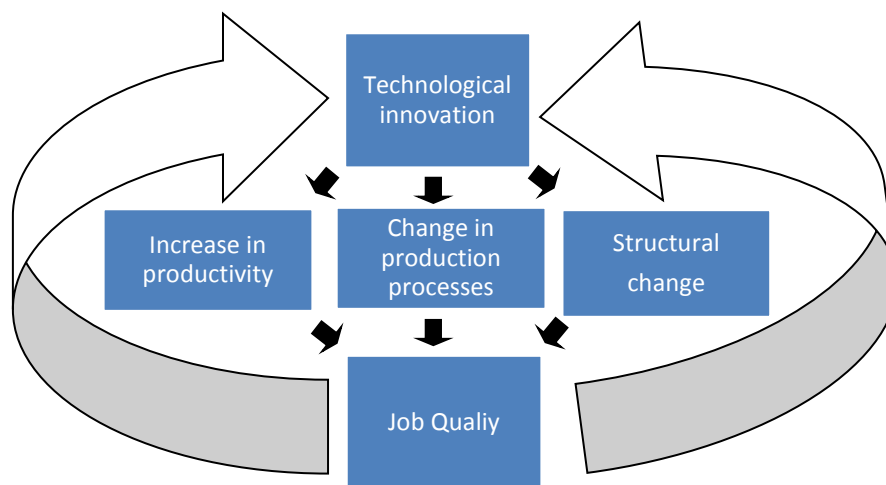 Technological
innovation
Increase in
productivity
Change in
production
processes
Structural
change
Job Qualiy